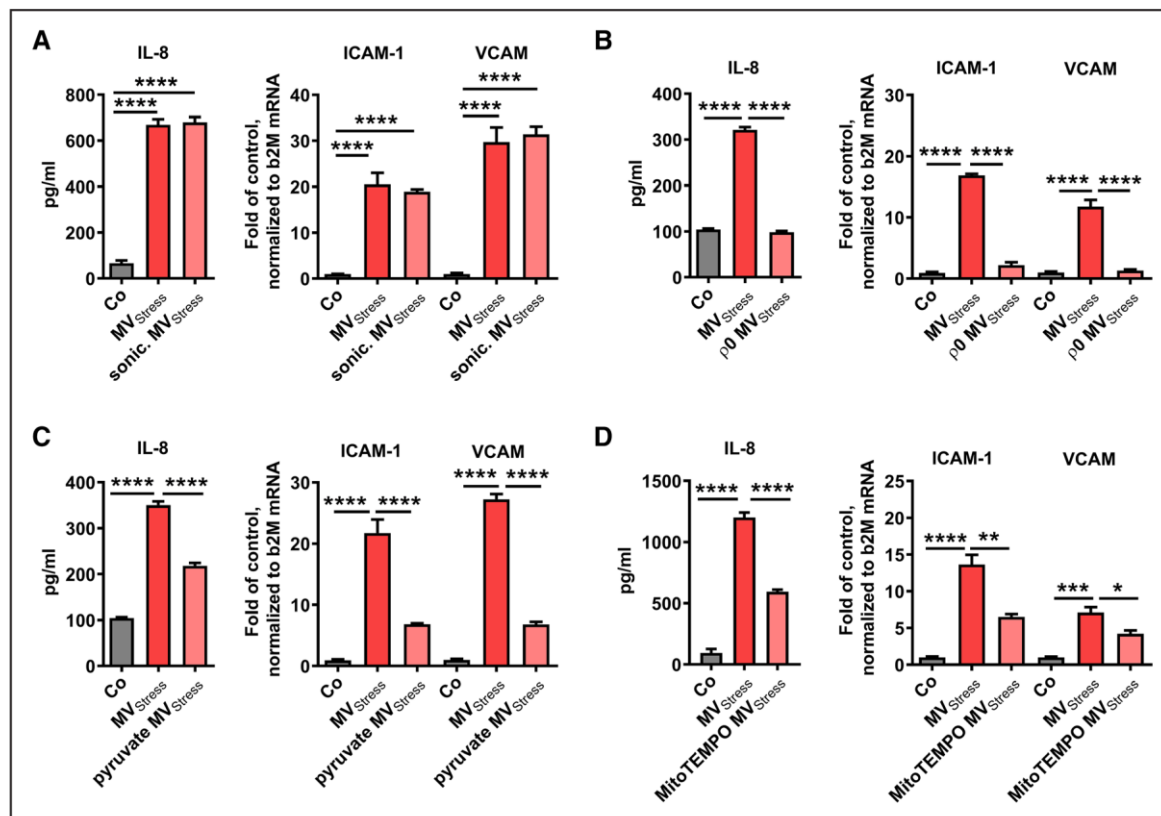 A
IL-8
ICAM-1
VCAM
****
****
****
****
****
****
pg/ml
800
600
400
200
0
Fold of control,
normalized to b2M mRNA
40
30
20
10
0
Co
MVStress
sonic. MVStress
Co
MVStress
sonic. MVStress
Co
MVStress
sonic. MVStress
B
IL-8
ICAM-1
VCAM
**** ****
**** ****
**** ****
pg/ml
400
300
200
100
0
Fold of control,
normalized to b2M mRNA
30
20
10
0
Co
MVStress
ρ0 MVStress
Co
MVStress
ρ0 MVStress
Co
MVStress
ρ0 MVStress
C
IL-8
ICAM-1
VCAM
**** ****
**** ****
**** ****
pg/ml
400
300
200
100
0
Fold of control,
normalized to b2M mRNA
30
20
10
0
Co
MVStress
pyruvate MVStress
Co
MVStress
pyruvate MVStress
Co
MVStress
pyruvate MVStress
D
IL-8
ICAM-1
VCAM
**** ****
**** **
*** *
pg/ml
1500
1000
500
0
Fold of control,
normalized to b2M mRNA
25
20
15
10
5
0
Co
MVStress
MitoTEMPO MVStress
Co
MVStress
MitoTEMPO MVStress
Co
MVStress
MitoTEMPO MVStress